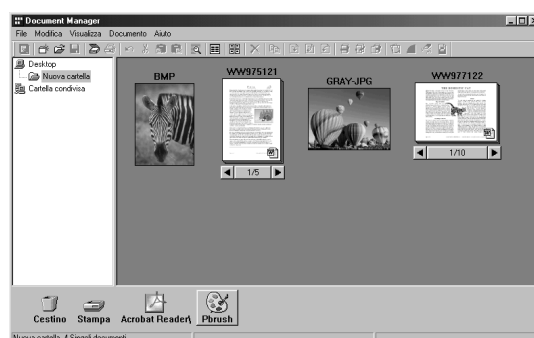 Document Manager
File Modifica Visualizza Documento Aiuto
Desktop
Nuova cartella
Cartella condivisa
BMP
WW975121
GRAY-JPG
WW977122
1/5
1/10
Cestino Stampa Acrobat Reader\ Pbrush
Nuova cartella, 4 Singoli documenti